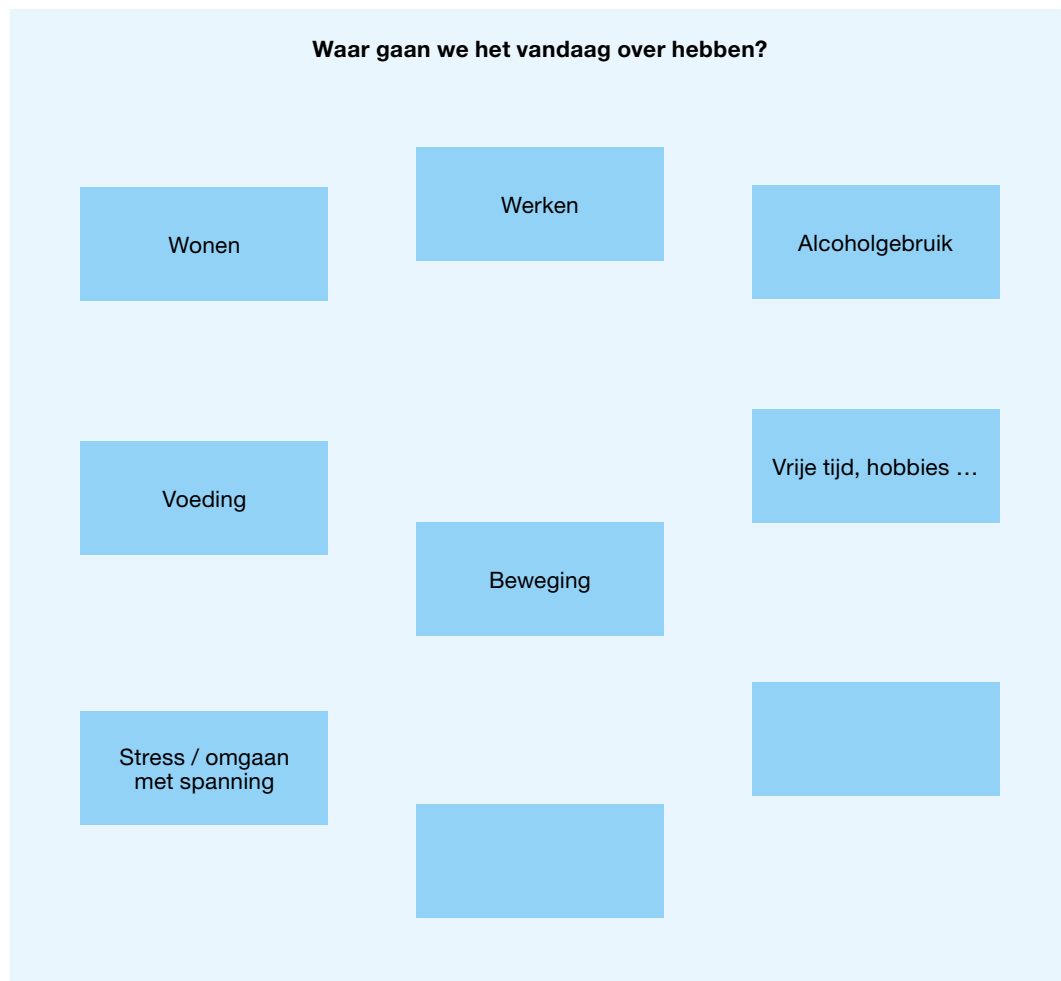 Waar gaan we het vandaag over hebben?
Wonen
Werken
Alcoholgebruik
Voeding
Beweging
Vrije tijd, hobbies …
Stress / omgaan
met spanning